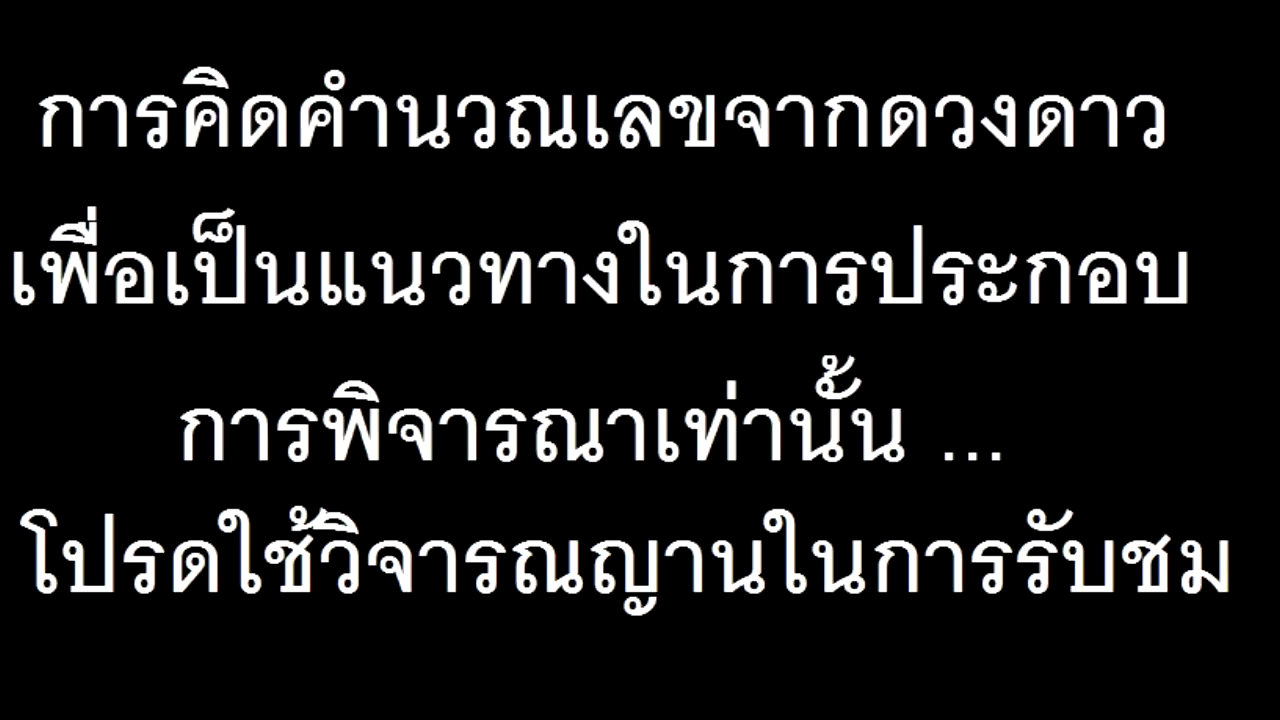 การคิดคำนวณเลขจากดวงดาว
เพื่อเป็นแนวทางในการประกอบ
การพิจารณาเท่านั้น ...
โปรดใช้วิจารณญานในการรับชม